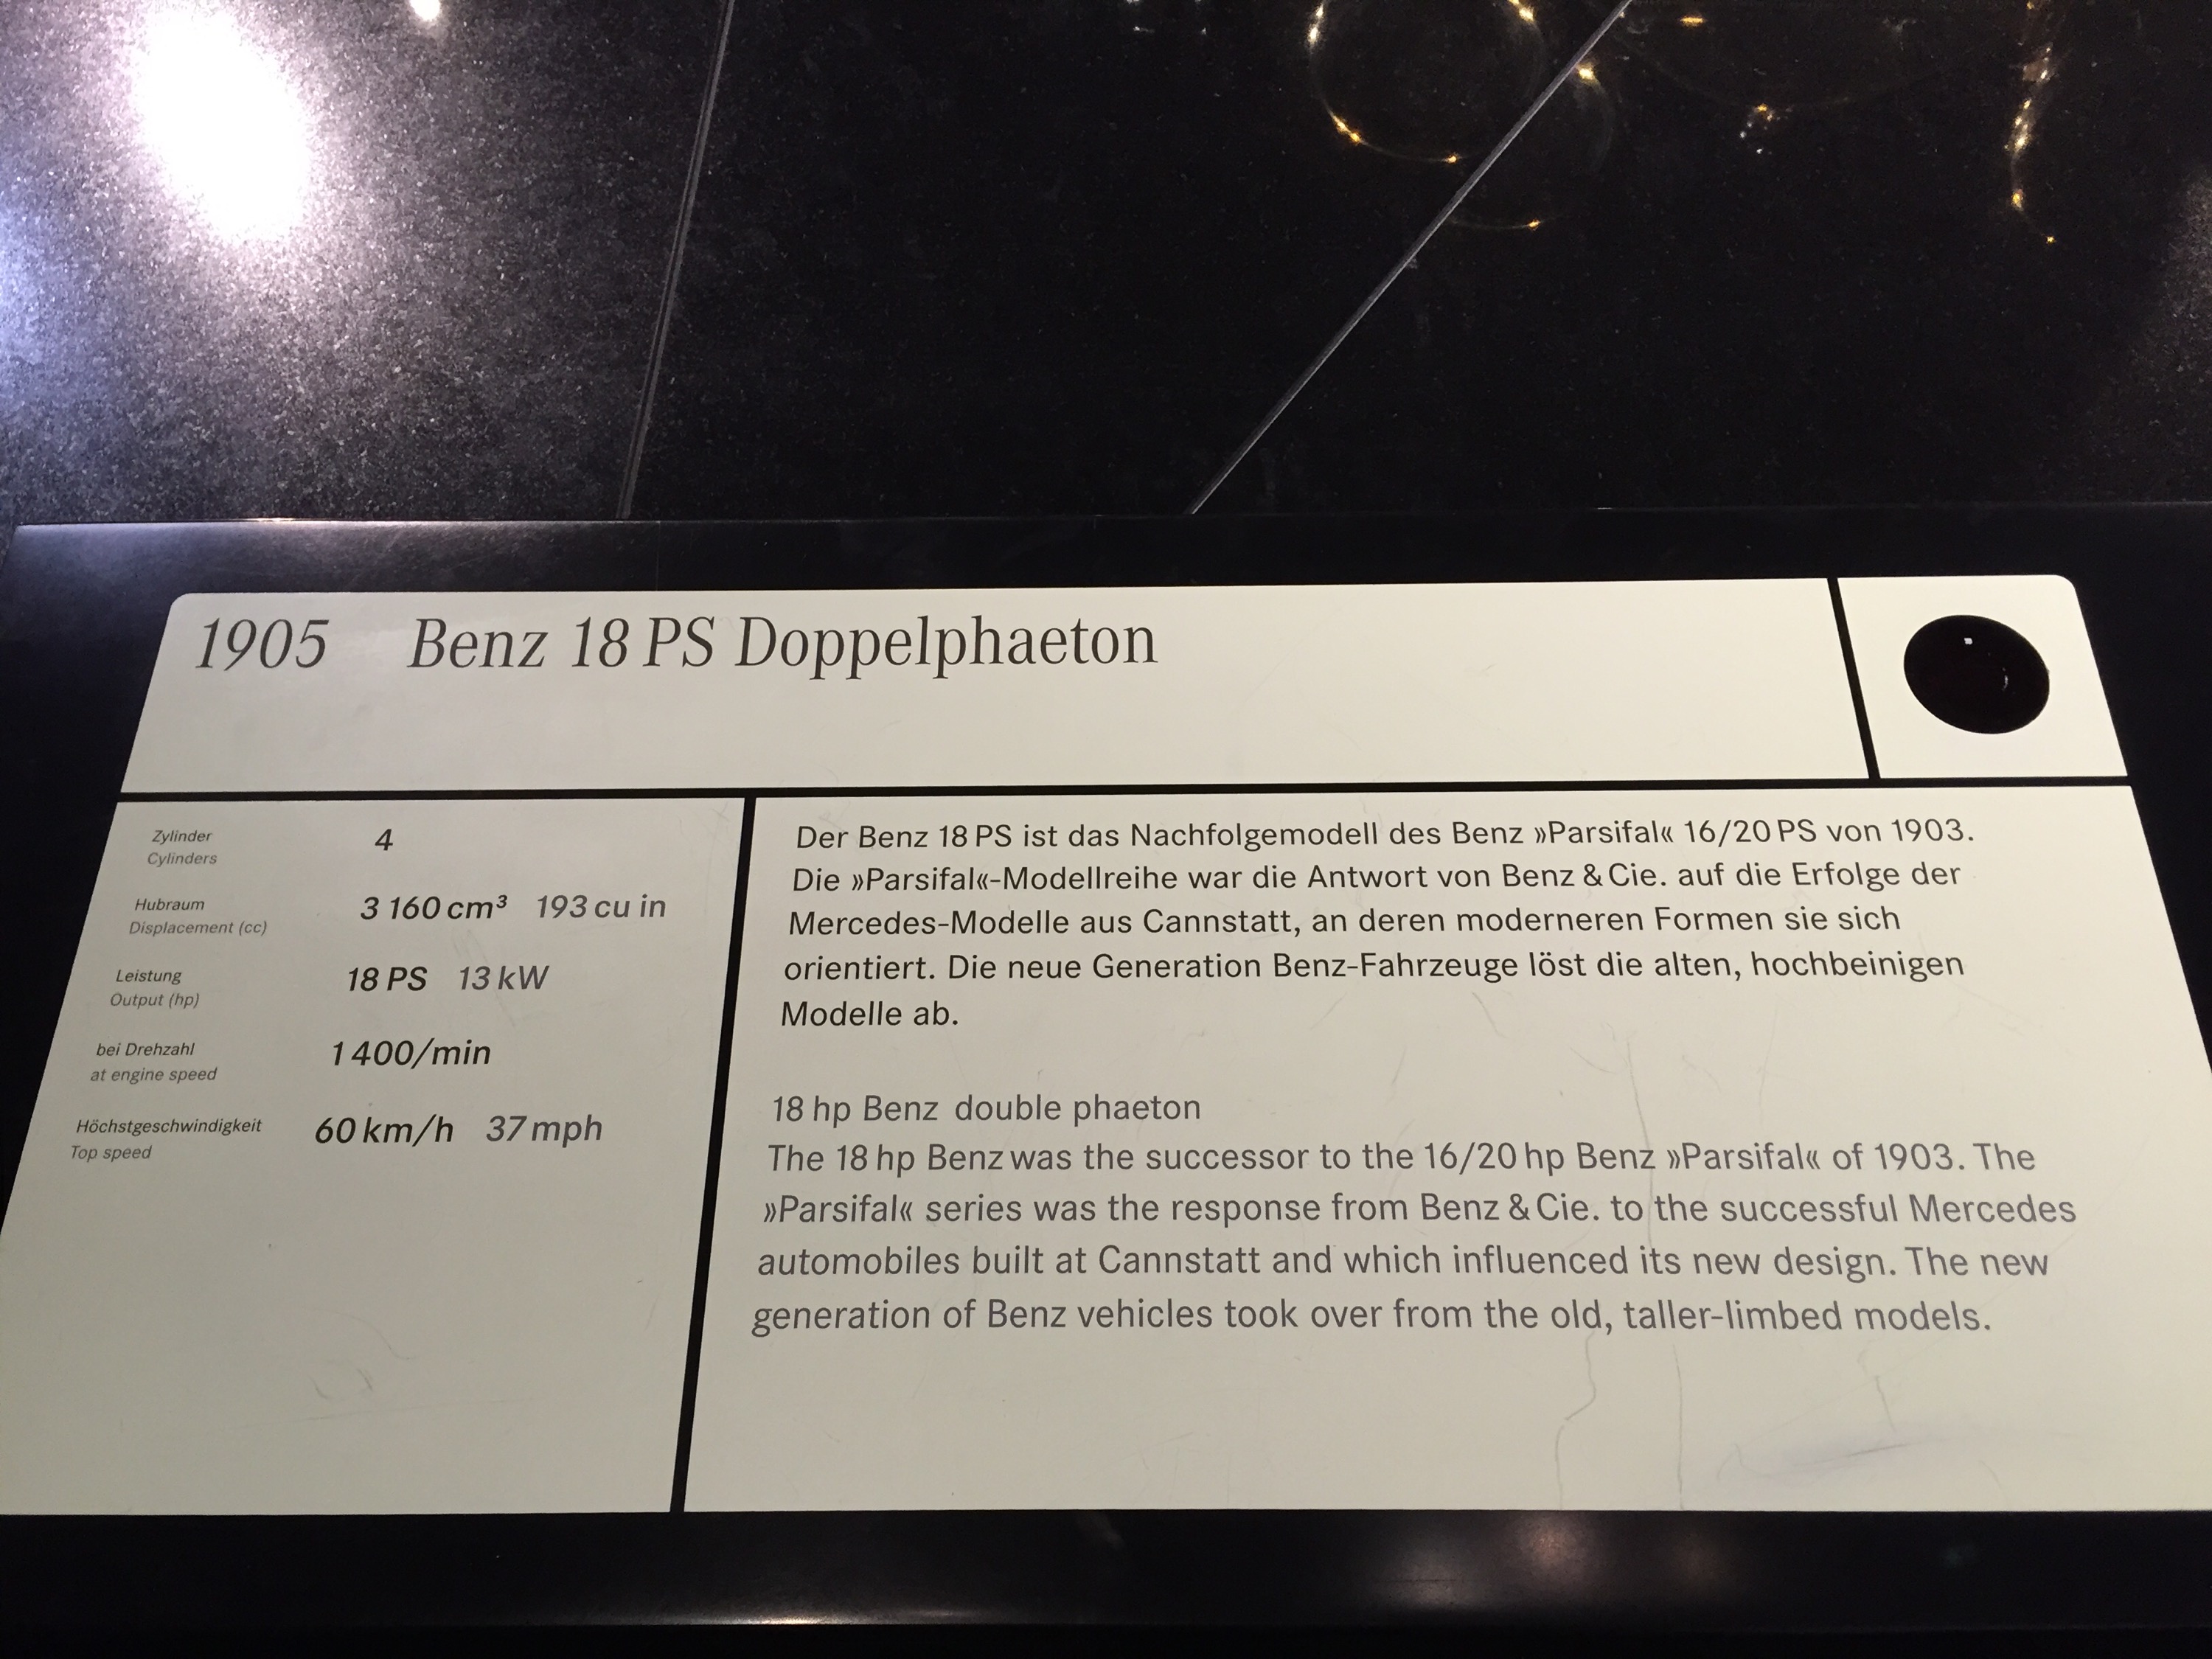 1905 Benz 18 PS Doppelphaeton
Zylinder 4
Cylinders
Hubraum 3 160 cm³ 193 cu in
Displacement (cc)
Leistung 18 PS 13 kW
Output (hp)
bei Drehzahl 1 400/min
at engine speed
Höchstgeschwindigkeit 60 km/h 37 mph
Top speed
Der Benz 18 PS ist das Nachfolgemodell des Benz »Parsifal« 16/20 PS von 1903.
Die »Parsifal«-Modellreihe war die Antwort von Benz & Cie. auf die Erfolge der
Mercedes-Modelle aus Cannstatt, an deren moderneren Formen sie sich
orientiert. Die neue Generation Benz-Fahrzeuge löst die alten, hochbeinigen
Modelle ab.
18 hp Benz double phaeton
The 18 hp Benz was the successor to the 16/20 hp Benz »Parsifal« of 1903. The
»Parsifal« series was the response from Benz & Cie. to the successful Mercedes
automobiles built at Cannstatt and which influenced its new design. The new
generation of Benz vehicles took over from the old, taller-limbed models.